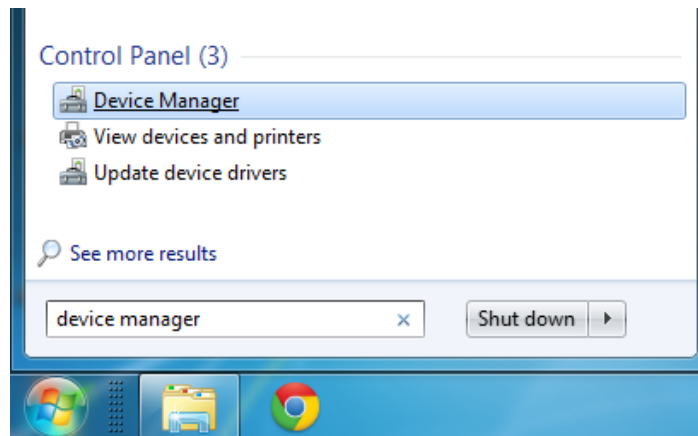 Control Panel (3)
Device Manager
View devices and printers
Update device drivers
See more results
device manager
Shut down